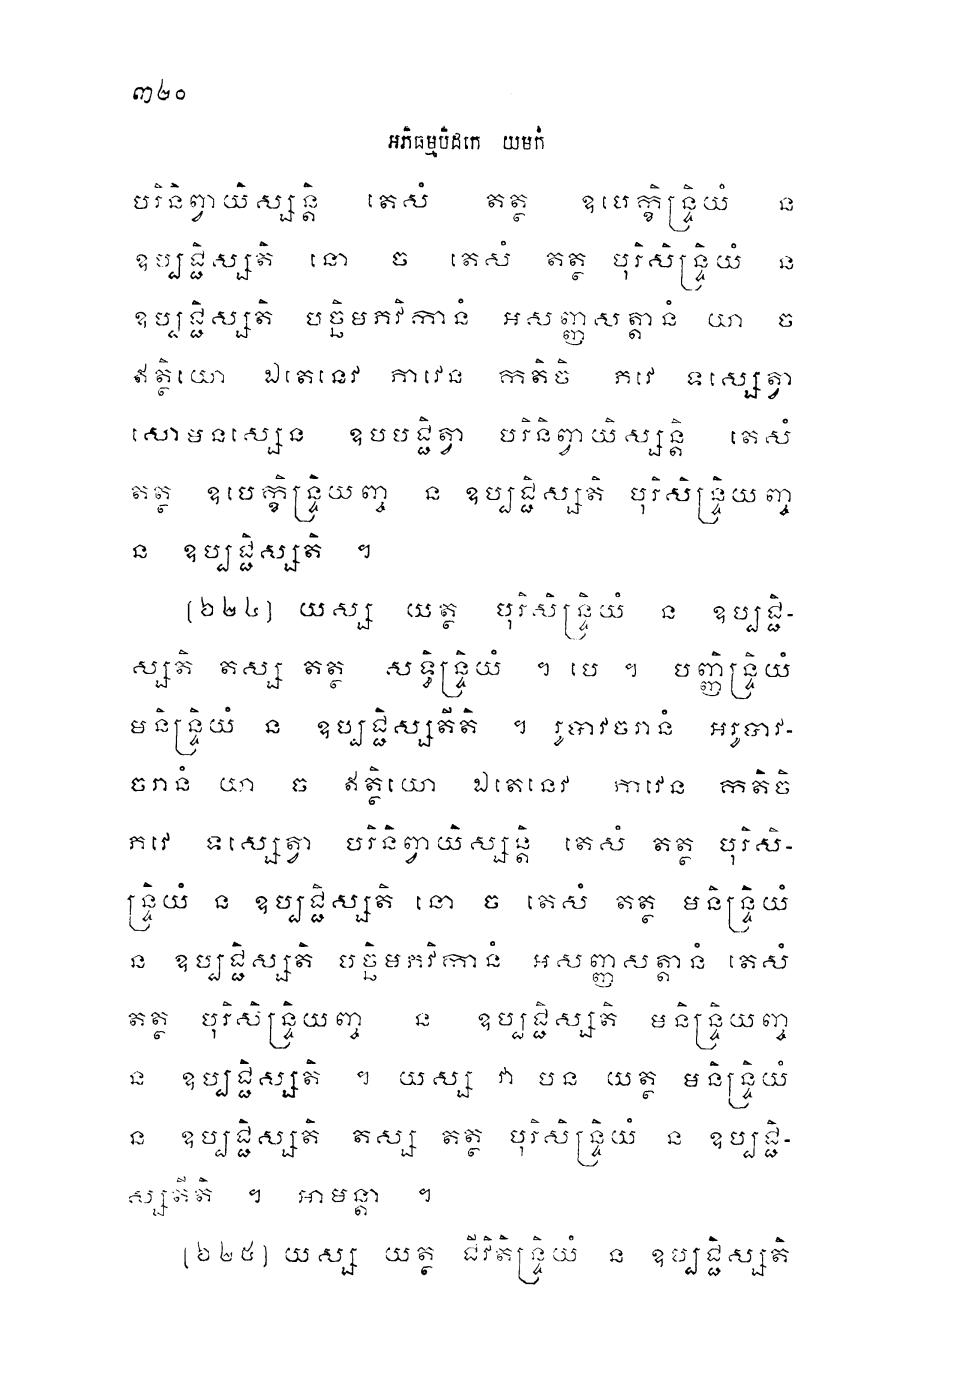 ៣២០
អភិធម្មបិដកេ យមកំ
បរិនិព្វាយិស្សន្តិ តេសំ តត្ថ ឧបេក្ខិន្ទ្រិយំ ន
ឧប្បជ្ជិស្សតិ នោ ច តេសំ តត្ថ បុរិសិន្ទ្រិយំ ន
ឧប្បជ្ជិស្សតិ បច្ឆិមភវិកានំ អសញ្ញសត្តានំ យា ច
ឥត្ថិយោ ឯតេនេវ ភាវេន កតិចិ ភវេ ទស្សេត្វា
សោមនស្សេន ឧបបជ្ជិត្វា បរិនិព្វាយិស្សន្តិ តេសំ
តត្ថ ឧបេក្ខិន្ទ្រិយញ្ច ន ឧប្បជ្ជិស្សតិ បុរិសិន្ទ្រិយញ្ច
ន ឧប្បជ្ជិស្សតិ ។
(៦២៤) យស្ស យត្ថ បុរិសិន្ទ្រិយំ ន ឧប្បជ្ជិ-
ស្សតិ តស្ស តត្ថ សទ្ធិន្ទ្រិយំ ។ បេ ។ បញ្ញិន្ទ្រិយំ
មនិន្ទ្រិយំ ន ឧប្បជ្ជិស្សតីតិ ។ រូបាវចរានំ អរូបាវ-
ចរានំ យា ច ឥត្ថិយោ ឯតេនេវ ភាវេន កតិចិ
ភវេ ទស្សេត្វា បរិនិព្វាយិស្សន្តិ តេសំ តត្ថ បុរិសិ-
ន្ទ្រិយំ ន ឧប្បជ្ជិស្សតិ នោ ច តេសំ តត្ថ មនិន្ទ្រិយំ
ន ឧប្បជ្ជិស្សតិ បច្ឆិមភវិកានំ អសញ្ញសត្តានំ តេសំ
តត្ថ បុរិសិន្ទ្រិយញ្ច ន ឧប្បជ្ជិស្សតិ មនិន្ទ្រិយញ្ច
ន ឧប្បជ្ជិស្សតិ ។ យស្ស វា បន យត្ថ មនិន្ទ្រិយំ
ន ឧប្បជ្ជិស្សតិ តស្ស តត្ថ បុរិសិន្ទ្រិយំ ន ឧប្បជ្ជិ-
ស្សតីតិ ។ អាមន្តា ។
(៦២៥) យស្ស យត្ថ ជីវិតិន្ទ្រិយំ ន ឧប្បជ្ជិស្សតិ